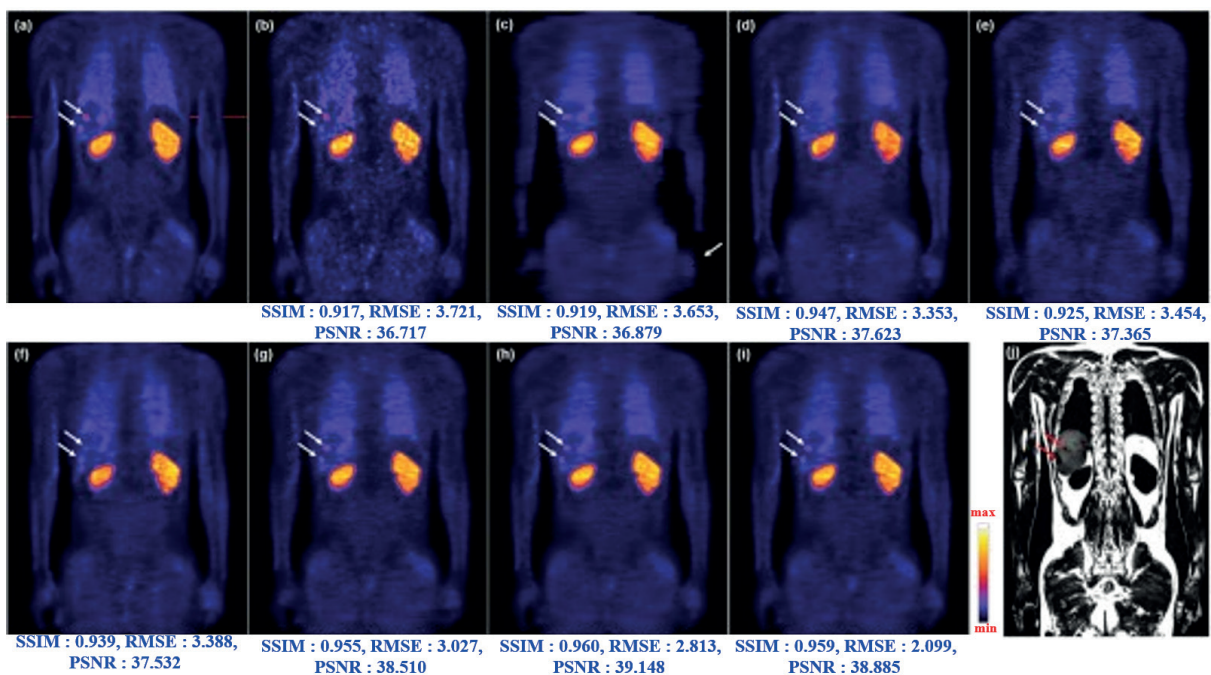 (a)
(b)
(c)
(d)
(e)
SSIM : 0.917, RMSE : 3.721,
PSNR : 36.717
SSIM : 0.919, RMSE : 3.653,
PSNR : 36.879
SSIM : 0.947, RMSE : 3.353,
PSNR : 37.623
SSIM : 0.925, RMSE : 3.454,
PSNR : 37.365
(f)
(g)
(h)
(i)
(j)
max
min
SSIM : 0.939, RMSE : 3.388,
PSNR : 37.532
SSIM : 0.955, RMSE : 3.027,
PSNR : 38.510
SSIM : 0.960, RMSE : 2.813,
PSNR : 39.148
SSIM : 0.959, RMSE : 2.099,
PSNR : 38.885